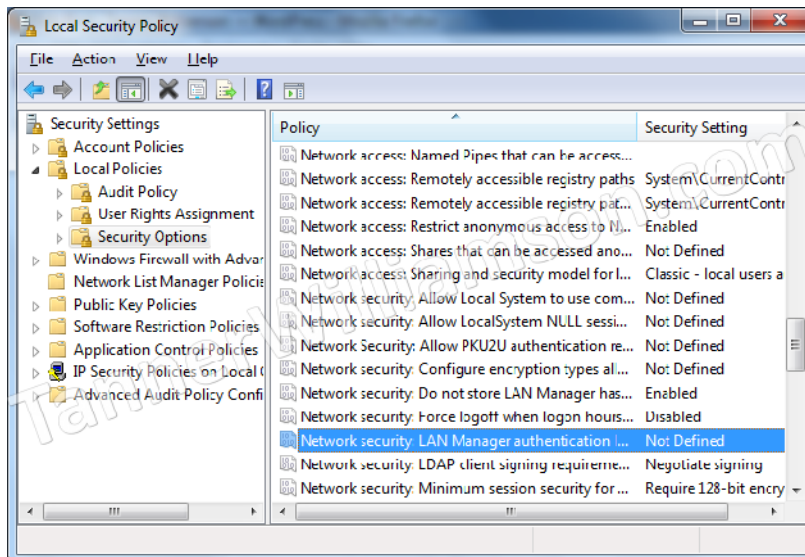 Local Security Policy
File Action View Help
Security Settings
Account Policies
Local Policies
Audit Policy
User Rights Assignment
Security Options
Windows Firewall with Advar
Network List Manager Policie
Public Key Policies
Software Restriction Policies
Application Control Policies
IP Security Policies on Local C
Advanced Audit Policy Confi
Policy Security Setting
Network access: Named Pipes that can be access...
Network access: Remotely accessible registry paths System\CurrentContr
Network access: Remotely accessible registry pat... System\CurrentContr
Network access: Restrict anonymous access to N... Enabled
Network access: Shares that can be accessed ano... Not Defined
Network access: Sharing and security model for l... Classic - local users a
Network security: Allow Local System to use com... Not Defined
Network security: Allow LocalSystem NULL sessi... Not Defined
Network Security: Allow PKU2U authentication re... Not Defined
Network security: Configure encryption types all... Not Defined
Network security: Do not store LAN Manager has... Enabled
Network security: Force logoff when logon hours... Disabled
Network security: LAN Manager authentication l... Not Defined
Network security: LDAP client signing requireme... Negotiate signing
Network security: Minimum session security for ... Require 128-bit encry
TannerWilliamson.com